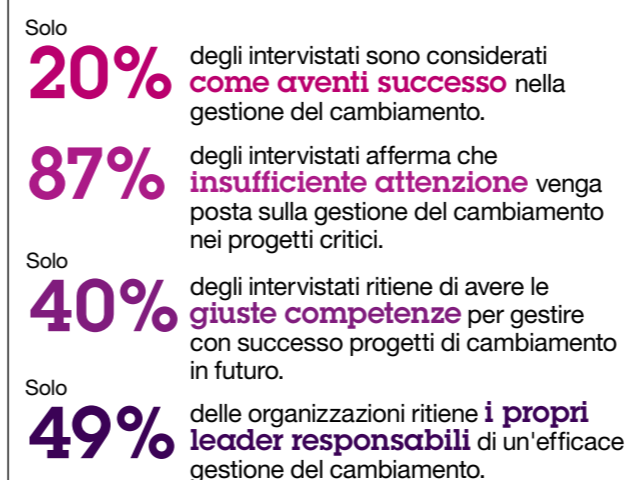 Solo
20% degli intervistati sono considerati
come aventi successo nella
gestione del cambiamento.
87% degli intervistati afferma che
insufficiente attenzione venga
posta sulla gestione del cambiamento
nei progetti critici.
Solo
40% degli intervistati ritiene di avere le
giuste competenze per gestire
con successo progetti di cambiamento
in futuro.
Solo
49% delle organizzazioni ritiene i propri
leader responsabili di un'efficace
gestione del cambiamento.